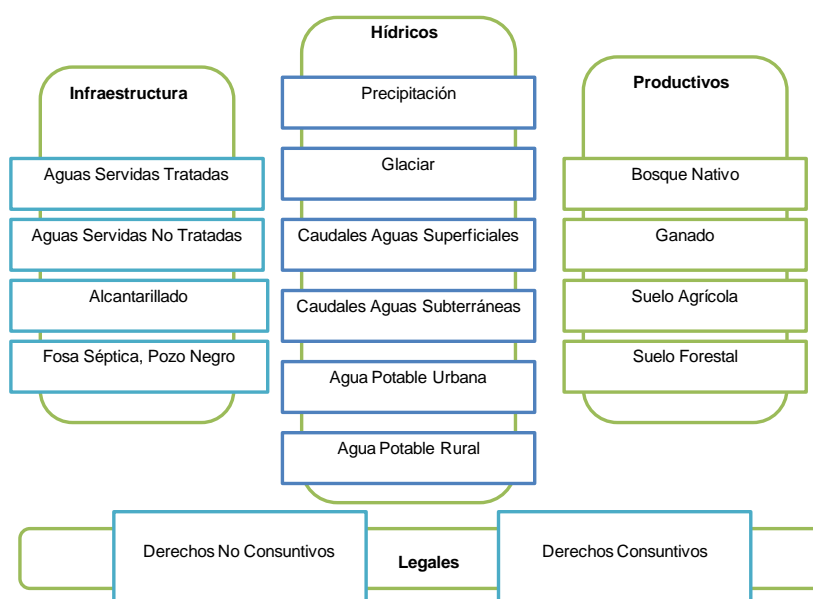 Hídricos
Precipitación
Glaciar
Caudales Aguas Superficiales
Caudales Aguas Subterráneas
Agua Potable Urbana
Agua Potable Rural
Infraestructura
Aguas Servidas Tratadas
Aguas Servidas No Tratadas
Alcantarillado
Fosa Séptica, Pozo Negro
Productivos
Bosque Nativo
Ganado
Suelo Agrícola
Suelo Forestal
Derechos No Consuntivos
Legales
Derechos Consuntivos